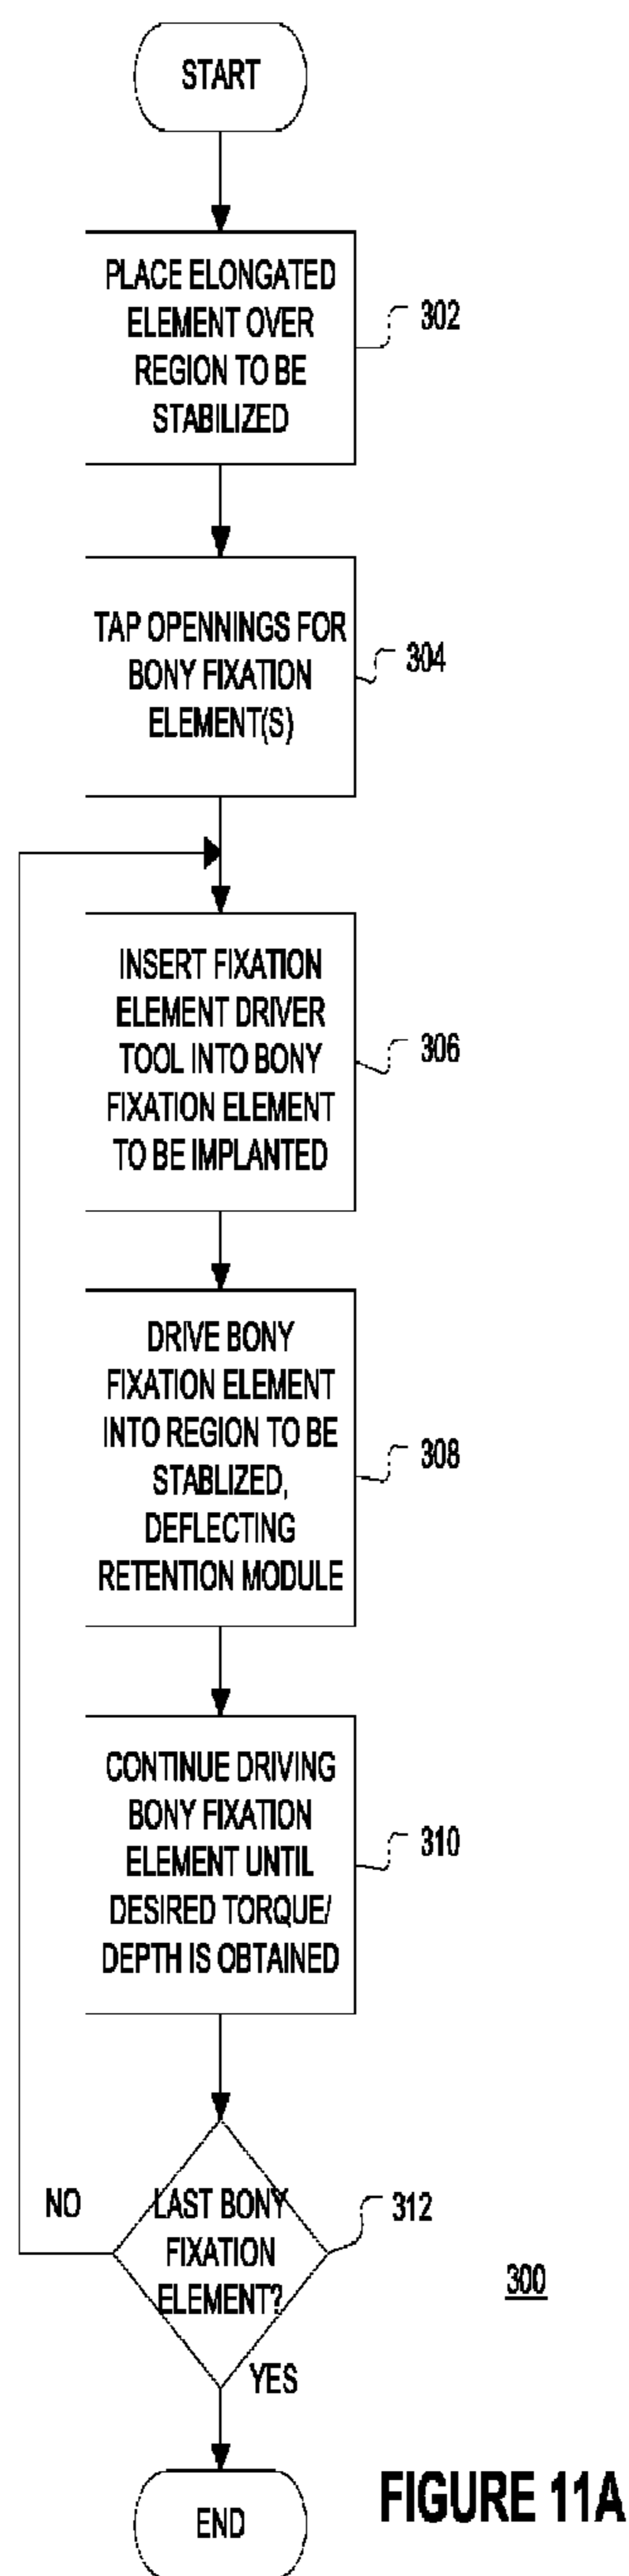 START
PLACE ELONGATED
ELEMENT OVER
REGION TO BE
STABILIZED
302
TAP OPENNINGS FOR
BONY FIXATION
ELEMENT(S)
304
INSERT FIXATION
ELEMENT DRIVER
TOOL INTO BONY
FIXATION ELEMENT
TO BE IMPLANTED
306
DRIVE BONY
FIXATION ELEMENT
INTO REGION TO BE
STABLIZED,
DEFLECTING
RETENTION MODULE
308
CONTINUE DRIVING
BONY FIXATION
ELEMENT UNTIL
DESIRED TORQUE/
DEPTH IS OBTAINED
310
NO
LAST BONY
FIXATION
ELEMENT?
312
300
YES
END
FIGURE 11A